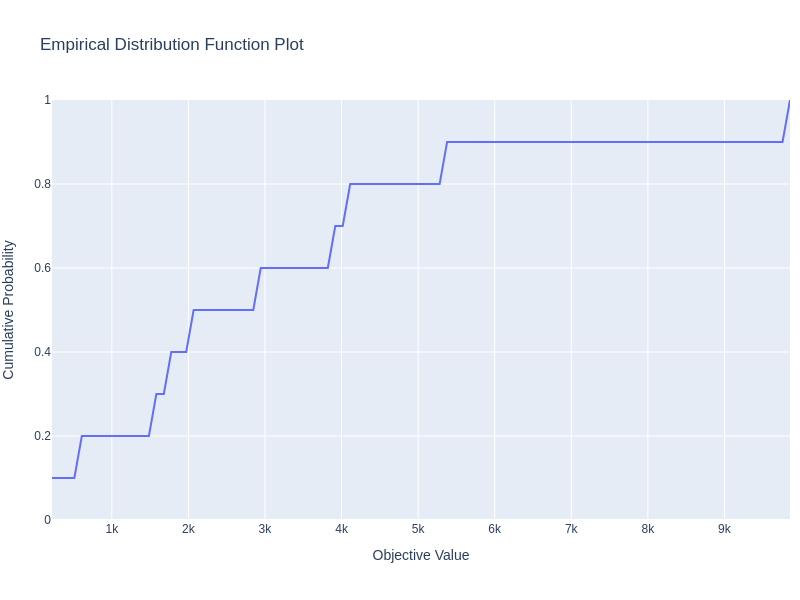 Empirical Distribution Function Plot
1
0.8
0.6
0.4
0.2
0
Cumulative Probability
1k 2k 3k 4k 5k 6k 7k 8k 9k
Objective Value